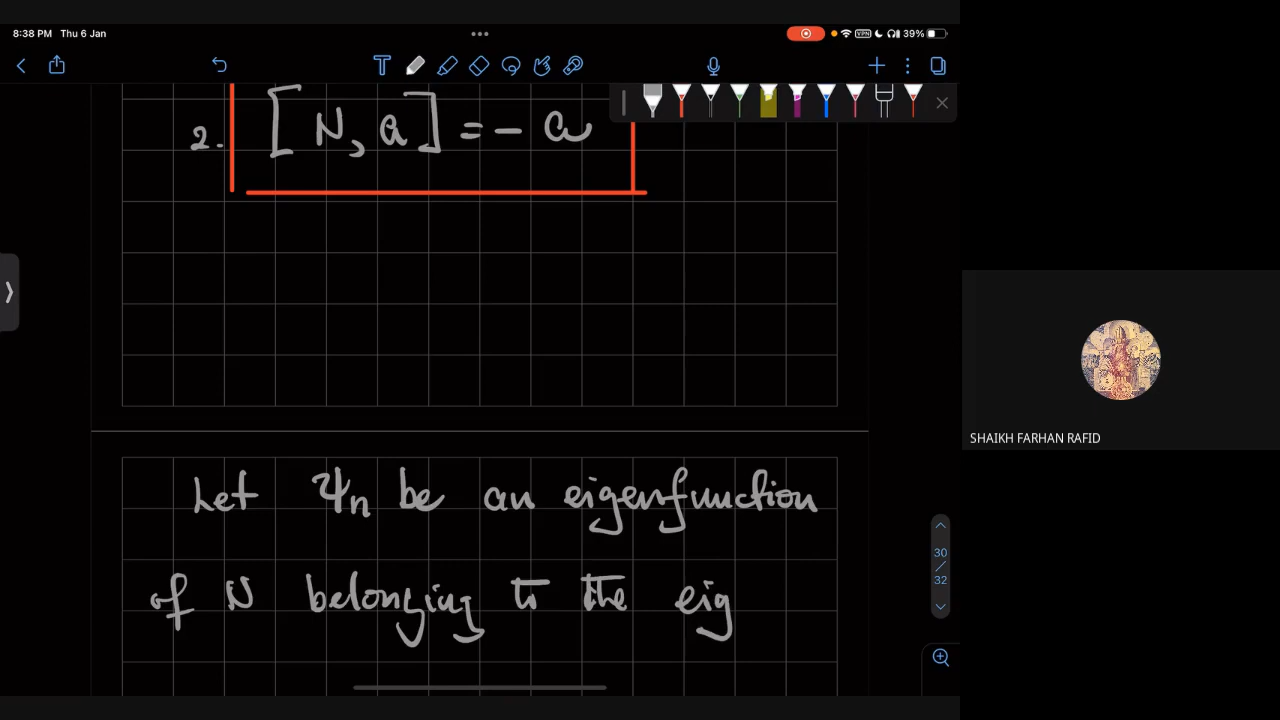 8:38 PM Thu 6 Jan
VPN 39%
2. [N, a] = - a
30
/
32
Let ψn be an eigenfunction
of N belonging to the eig
SHAIKH FARHAN RAFID